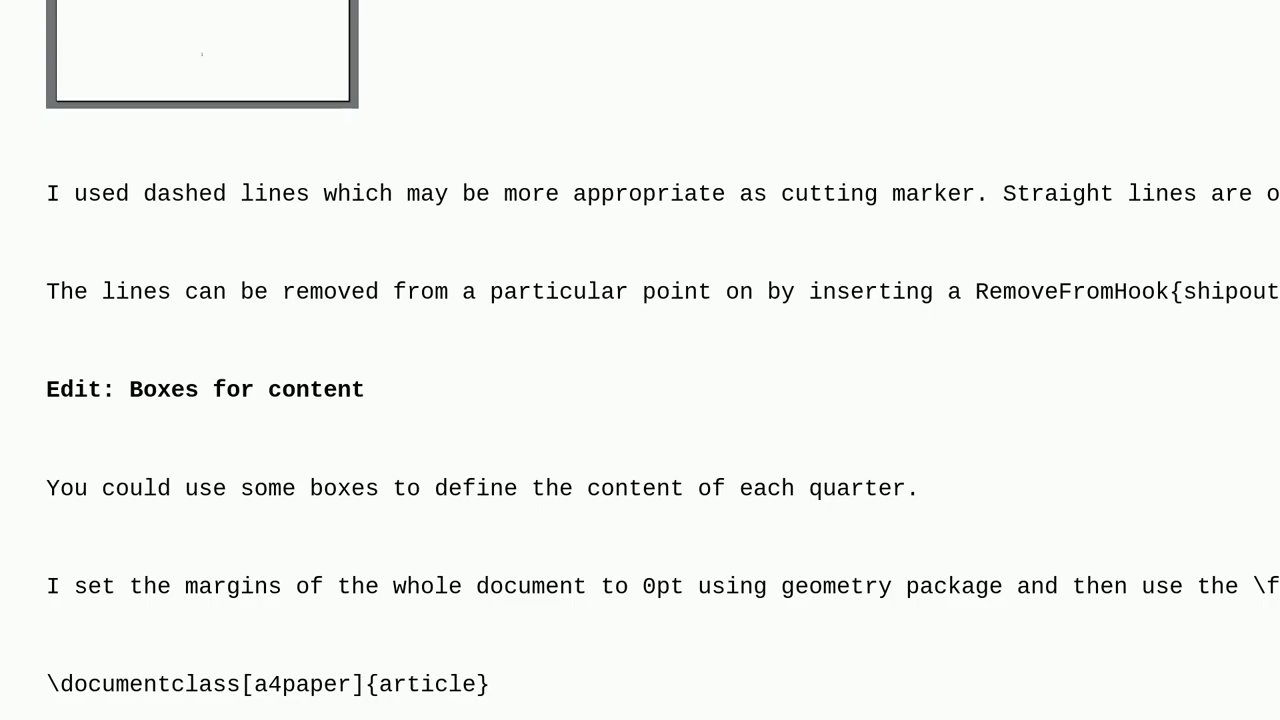 I used dashed lines which may be more appropriate as cutting marker. Straight lines are
The lines can be removed from a particular point on by inserting a RemoveFromHook{shipout
Edit: Boxes for content
You could use some boxes to define the content of each quarter.
I set the margins of the whole document to 0pt using geometry package and then use the \f
\documentclass[a4paper]{article}